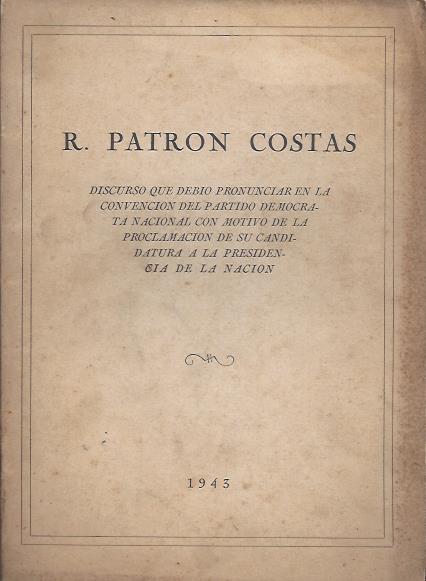 R. PATRON COSTAS
DISCURSO QUE DEBIO PRONUNCIAR EN LA
CONVENCION DEL PARTIDO DEMOCRA-
TA NACIONAL CON MOTIVO DE LA
PROCLAMACION DE SU CANDI-
DATURA A LA PRESIDEN-
CIA DE LA NACION
1943